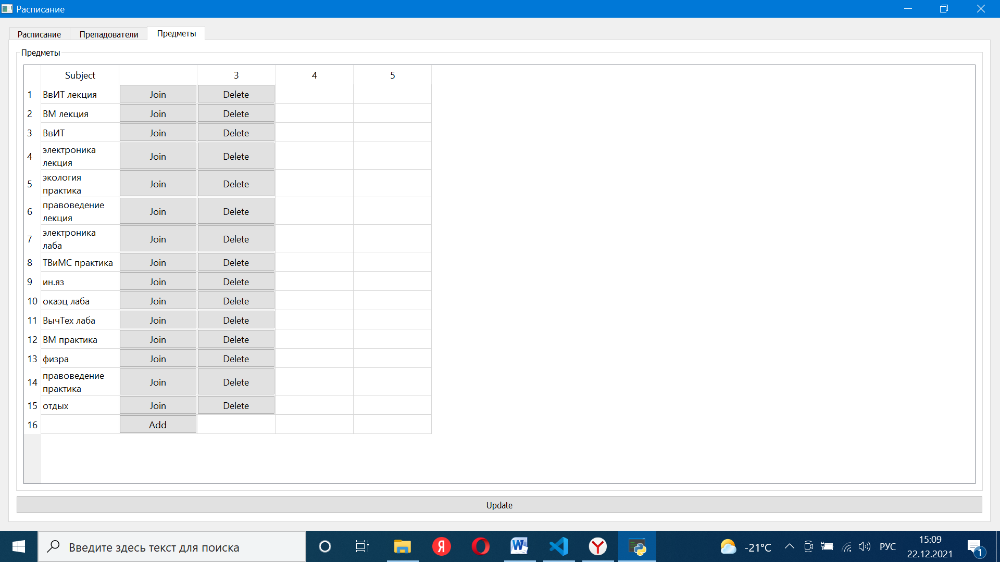 Расписание
Расписание Препадователи Предметы
Предметы
Subject 3 4 5
1 ВвИТ лекция Join Delete
2 ВМ лекция Join Delete
3 ВвИТ Join Delete
4 электроника лекция Join Delete
5 экология практика Join Delete
6 правоведение лекция Join Delete
7 электроника лаба Join Delete
8 ТВиМС практика Join Delete
9 ин.яз Join Delete
10 окаэц лаба Join Delete
11 ВычТех лаба Join Delete
12 ВМ практика Join Delete
13 физра Join Delete
14 правоведение практика Join Delete
15 отдых Join Delete
16 Add
Update
Введите здесь текст для поиска
Я
W
Y
-21°C
РУС
15:09
22.12.2021
1